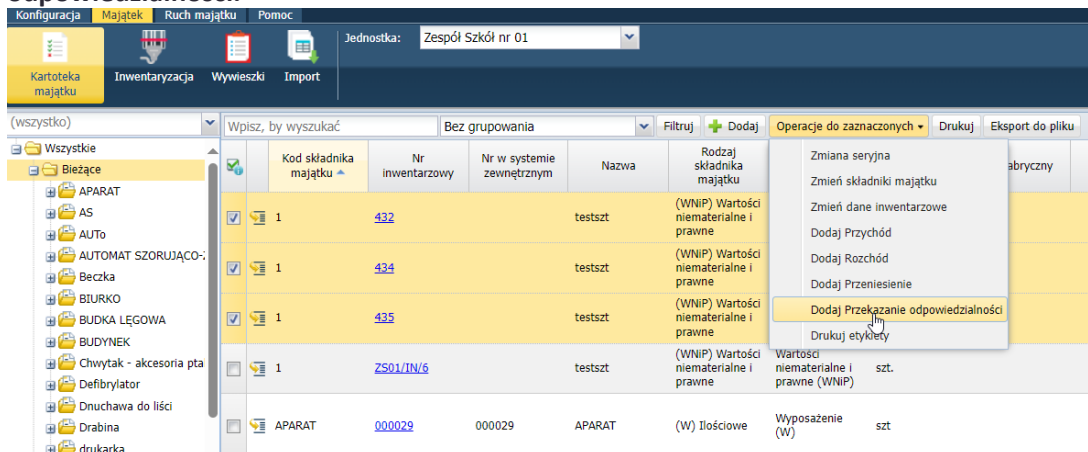 odpowiedzialności.
Konfiguracja Majątek Ruch majątku Pomoc
Jednostka: Zespół Szkół nr 01
Kartoteka majątku Inwentaryzacja Wywieszki Import
(wszystko) Wpisz, by wyszukać Bez grupowania Filtruj Dodaj Operacje do zaznaczonych Drukuj Eksport do pliku
Wszystkie
Bieżące
APARAT
AS
AUTo
AUTOMAT SZORUJĄCO-
Beczka
BIURKO
BUDKA LĘGOWA
BUDYNEK
Chwytak - akcesoria pta
Defibrylator
Dnuchawa do liści
Drabina
drukarka
Kod składnika majątku
Nr inwentarzowy
Nr w systemie zewnętrznym
Nazwa
Rodzaj składnika majątku
abryczny
1 432 testszt (WNiP) Wartości niematerialne i prawne
1 434 testszt (WNiP) Wartości niematerialne i prawne
1 435 testszt (WNiP) Wartości niematerialne i prawne
1 ZS01/IN/6 testszt (WNiP) Wartości niematerialne i prawne Wartości niematerialne i prawne (WNiP) szt.
APARAT 000029 000029 APARAT (W) Ilościowe Wyposażenie (W) szt
Zmiana seryjna
Zmień składniki majątku
Zmień dane inwentarzowe
Dodaj Przychód
Dodaj Rozchód
Dodaj Przeniesienie
Dodaj Przekazanie odpowiedzialności
Drukuj etykiety